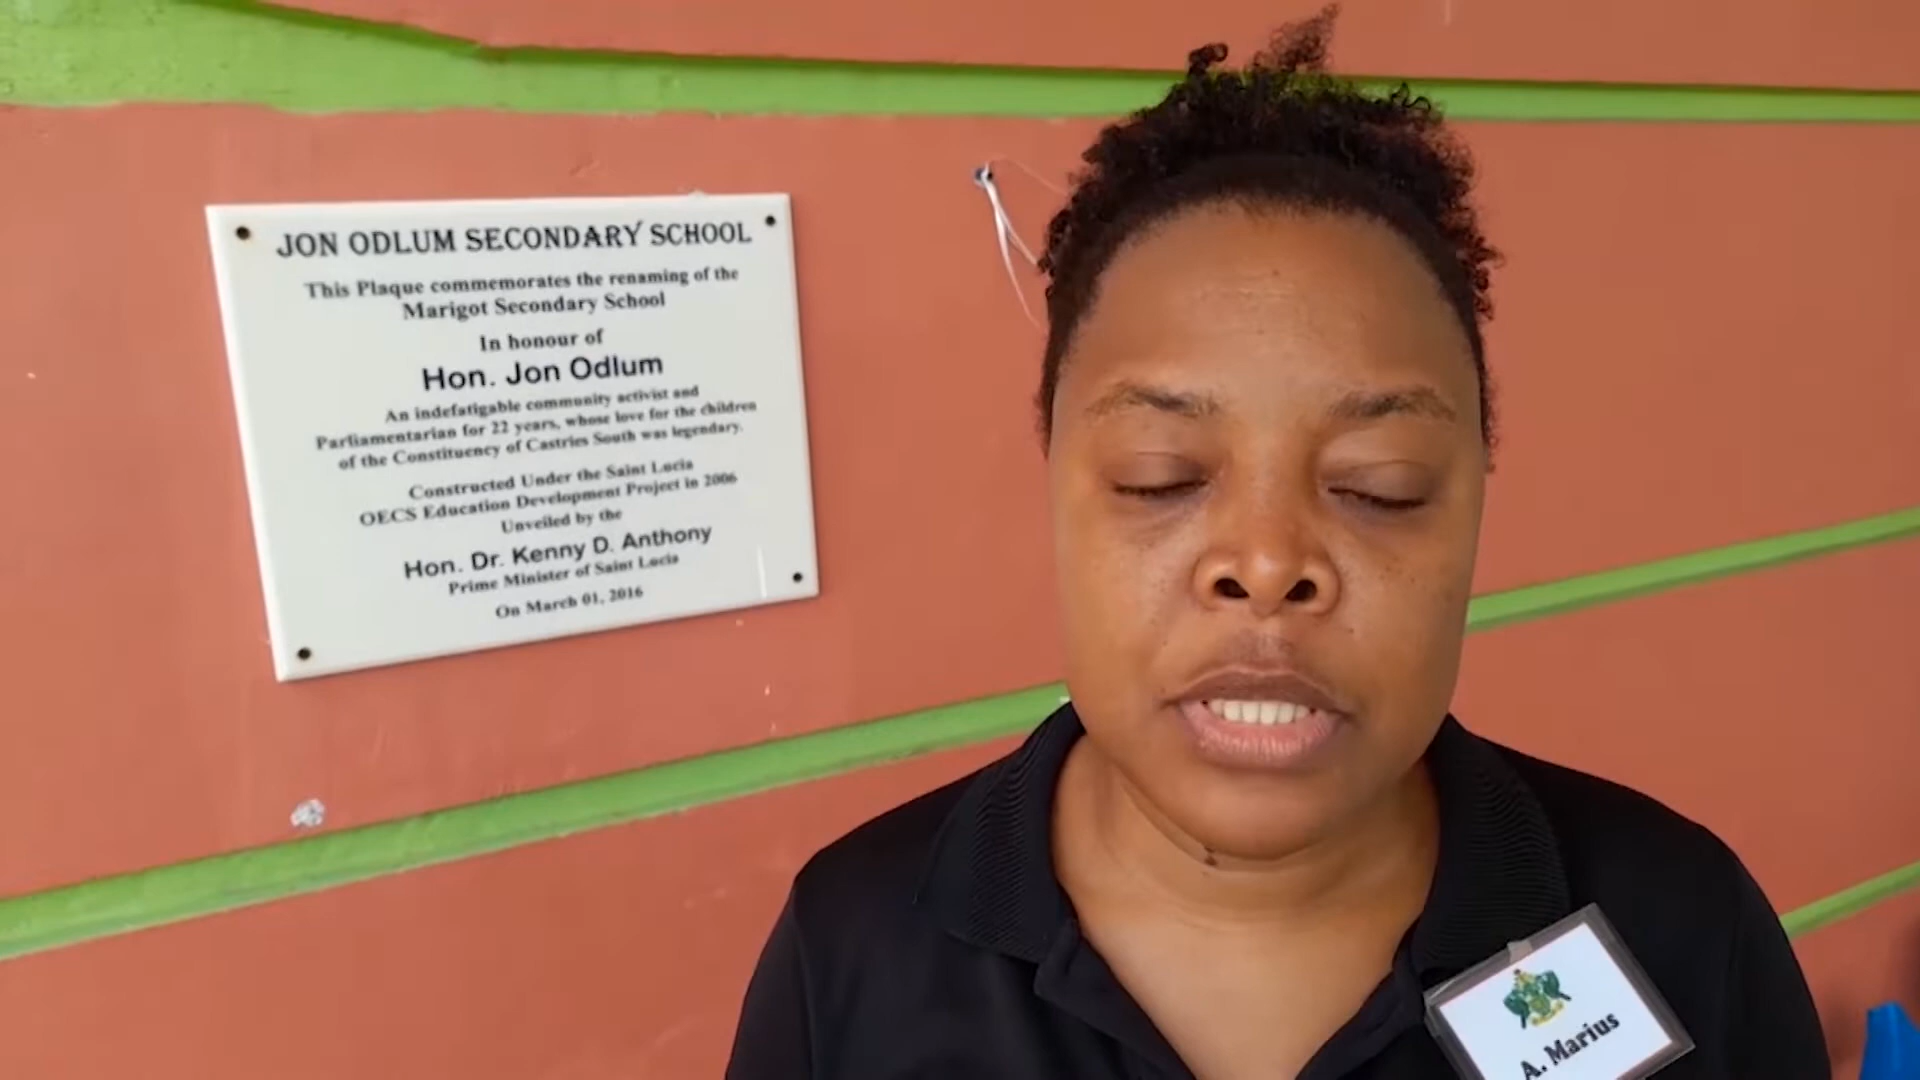 JON ODLUM SECONDARY SCHOOL
This Plaque commemorates the renaming of the
Marigot Secondary School
In honour of
Hon. Jon Odlum
An indefatigable community activist and
Parliamentarian for 22 years, whose love for the children
of the Constituency of Castries South was legendary.
Constructed Under the Saint Lucia
OECS Education Development Project in 2006
Unveiled by the
Hon. Dr. Kenny D. Anthony
Prime Minister of Saint Lucia
On March 01, 2016
A. Marius